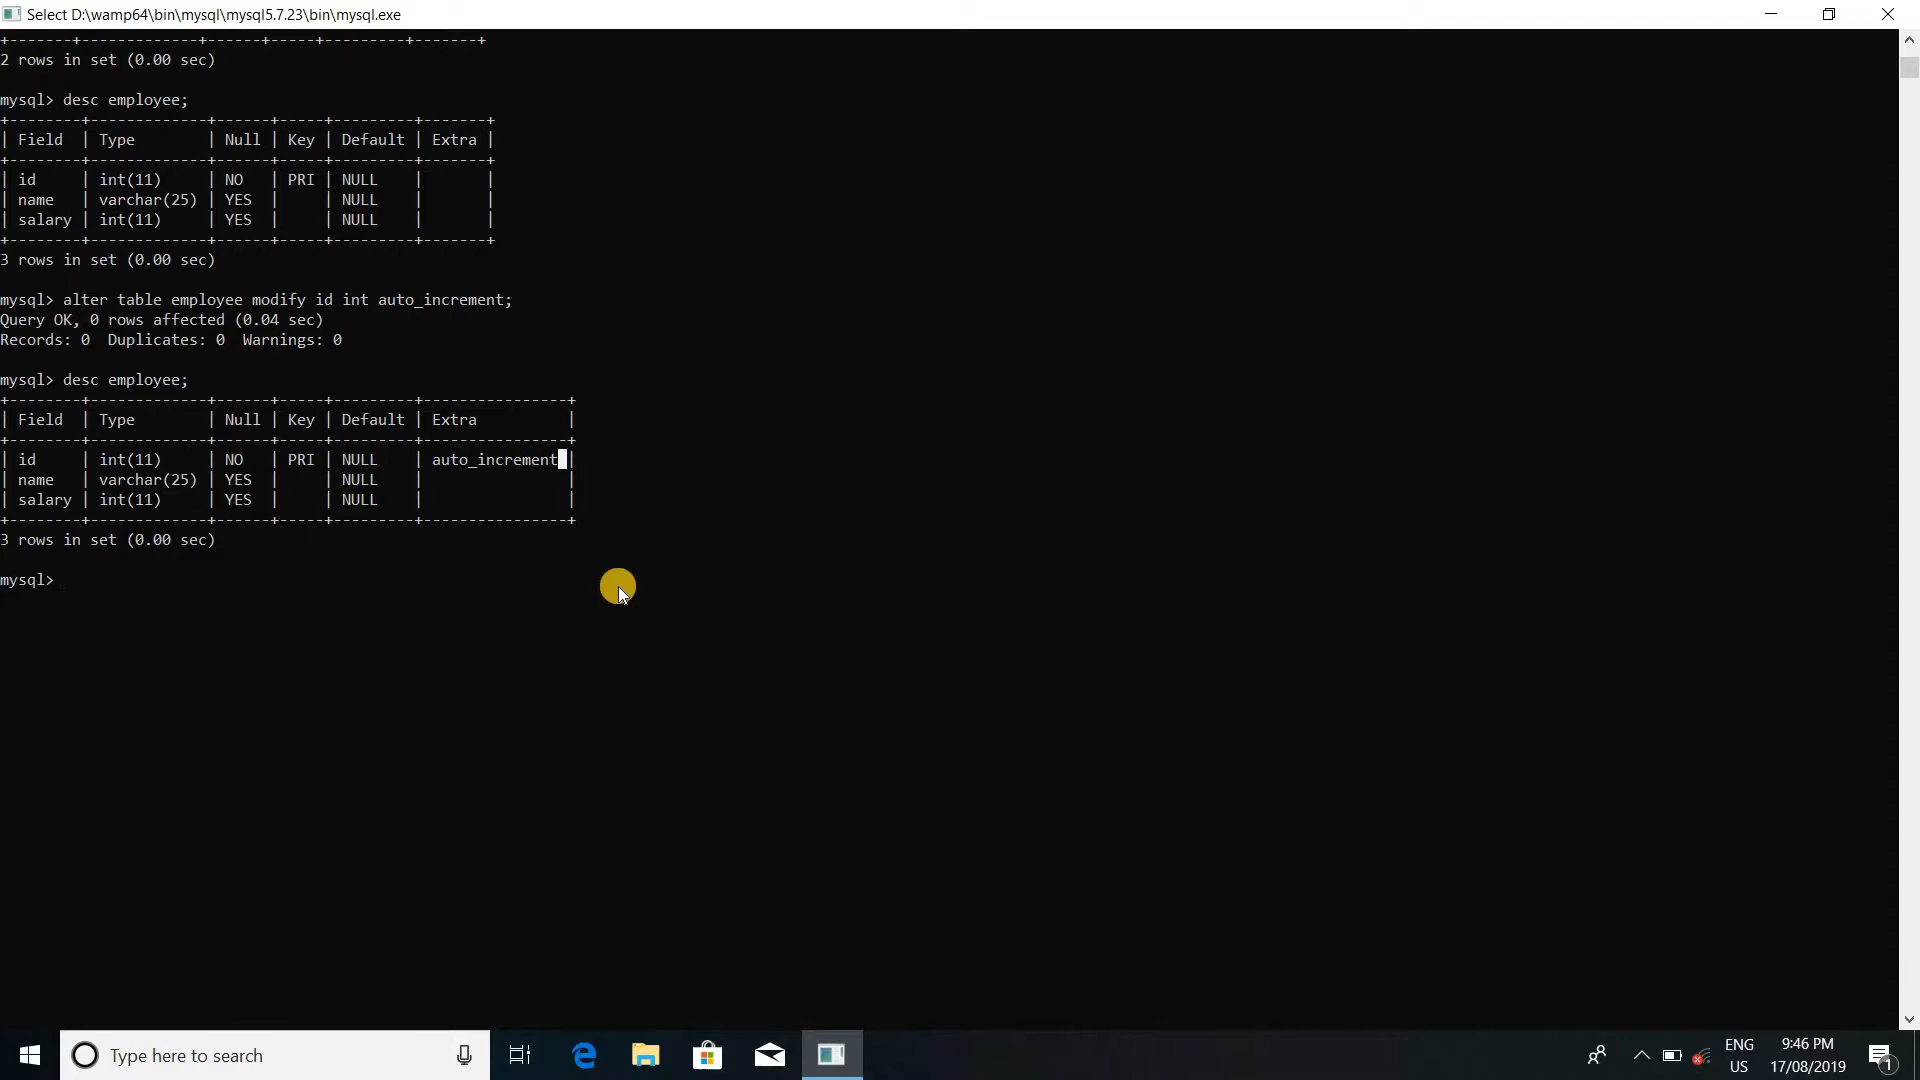 Select D:\wamp64\bin\mysql\mysql5.7.23\bin\mysql.exe
+-------+-------------+------+-----+---------+-------+
2 rows in set (0.00 sec)
mysql> desc employee;
+--------+-------------+------+-----+---------+-------+
| Field  | Type        | Null | Key | Default | Extra |
+--------+-------------+------+-----+---------+-------+
| id     | int(11)     | NO   | PRI | NULL    |       |
| name   | varchar(25) | YES  |     | NULL    |       |
| salary | int(11)     | YES  |     | NULL    |       |
+--------+-------------+------+-----+---------+-------+
3 rows in set (0.00 sec)
mysql> alter table employee modify id int auto_increment;
Query OK, 0 rows affected (0.04 sec)
Records: 0  Duplicates: 0  Warnings: 0
mysql> desc employee;
+--------+-------------+------+-----+---------+----------------+
| Field  | Type        | Null | Key | Default | Extra          |
+--------+-------------+------+-----+---------+----------------+
| id     | int(11)     | NO   | PRI | NULL    | auto_increment |
| name   | varchar(25) | YES  |     | NULL    |                |
| salary | int(11)     | YES  |     | NULL    |                |
+--------+-------------+------+-----+---------+----------------+
3 rows in set (0.00 sec)
mysql>
Type here to search
ENG
US
9:46 PM
17/08/2019
1